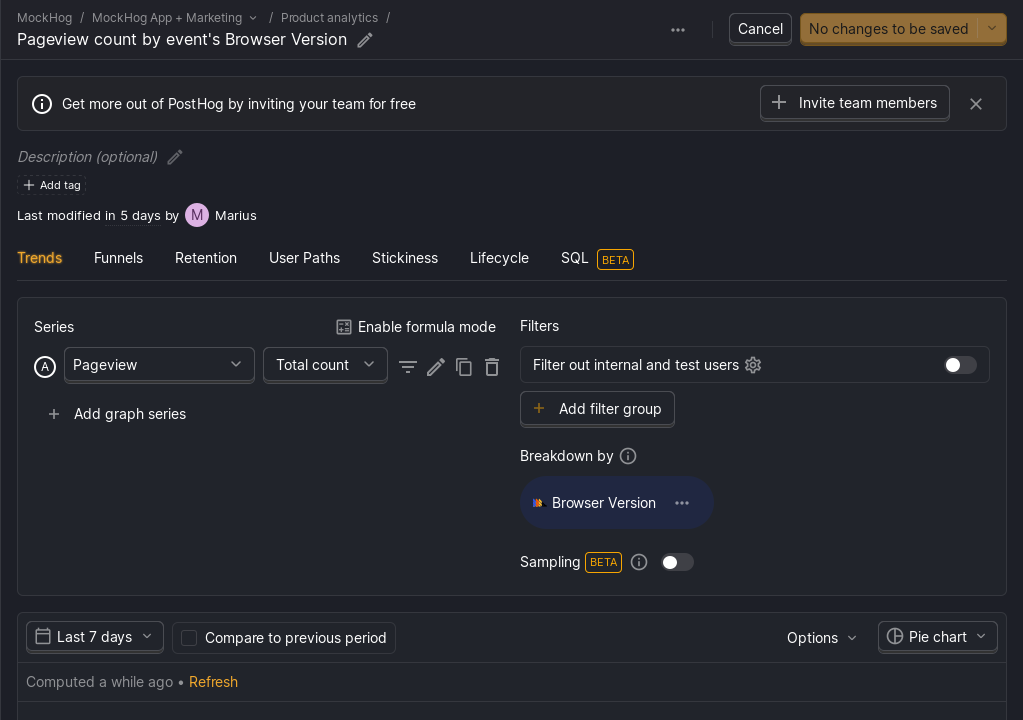 MockHog / MockHog App + Marketing / Product analytics /
Pageview count by event's Browser Version
Cancel
No changes to be saved
Get more out of PostHog by inviting your team for free
Invite team members
Description (optional)
Add tag
Last modified in 5 days by M Marius
Trends Funnels Retention User Paths Stickiness Lifecycle SQL BETA
Series
Enable formula mode
A Pageview Total count
Add graph series
Filters
Filter out internal and test users
Add filter group
Breakdown by
Browser Version
Sampling BETA
Last 7 days Compare to previous period Options Pie chart
Computed a while ago • Refresh